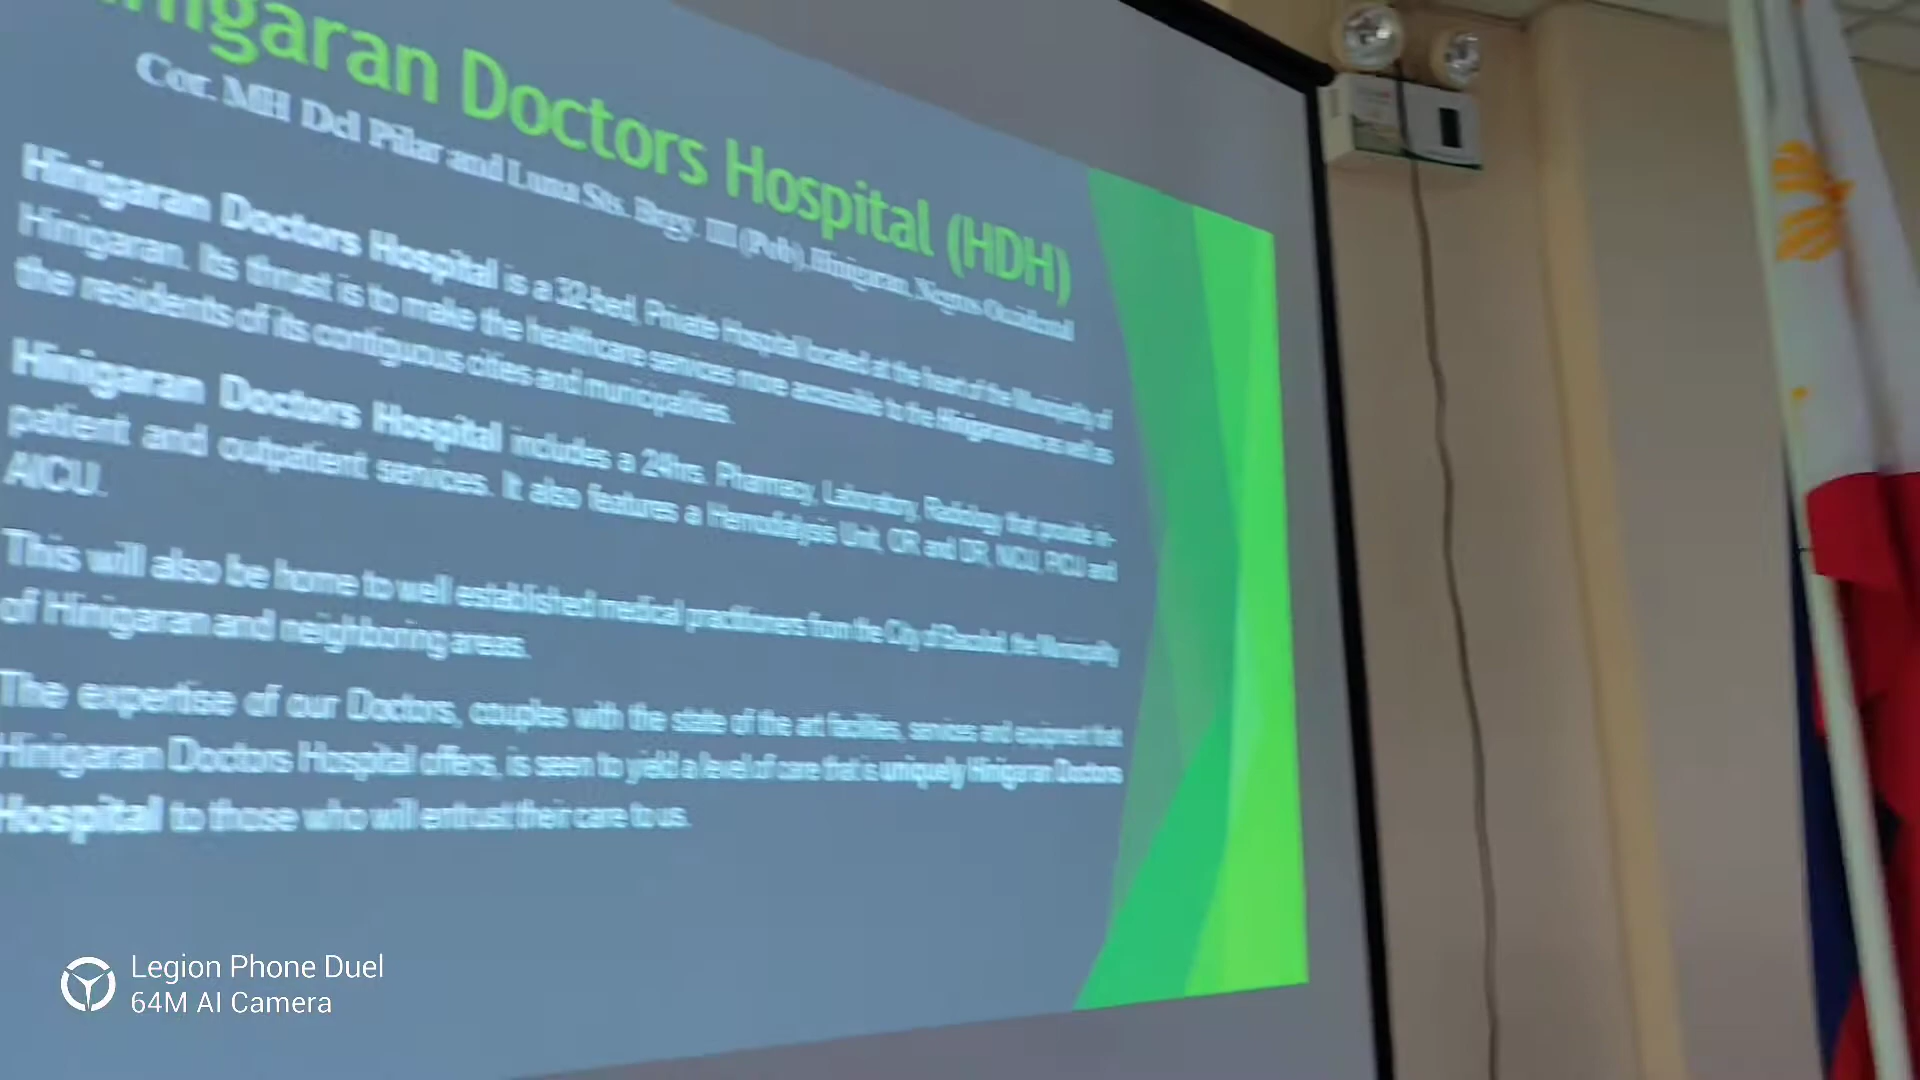 inigaran Doctors Hospital (HDH)
Cor. MH Del Pilar and Luna Sts. Brgy. III (Pob), Hinigaran, Negros Occidental
Hinigaran Doctors Hospital is a 32-bed, Private Hospital located at the heart of the Municipality of
Hinigaran. Its thrust is to make the healthcare services more accessible to the as well as
the residents of its contiguous cities and municipalities.
Hinigaran Doctors Hospital includes a 24hrs. Pharmacy, Laboratory, Radiology that provide in-
patient and outpatient services. It also features a Hemodialysis Unit, OR and DR, NICU, PICU and
AICU.
This will also be home to well established medical practitioners from the City of Bacolod, the Municipality
of Hinigaran and neighboring areas.
The expertise of our Doctors, couples with the state of the art facilities, services and equipment that
Hinigaran Doctors Hospital offers, is seen to yield a level of care that is uniquely Hinigaran Doctors
Hospital to those who will entrust their care to us.
Legion Phone Duel
64M AI Camera